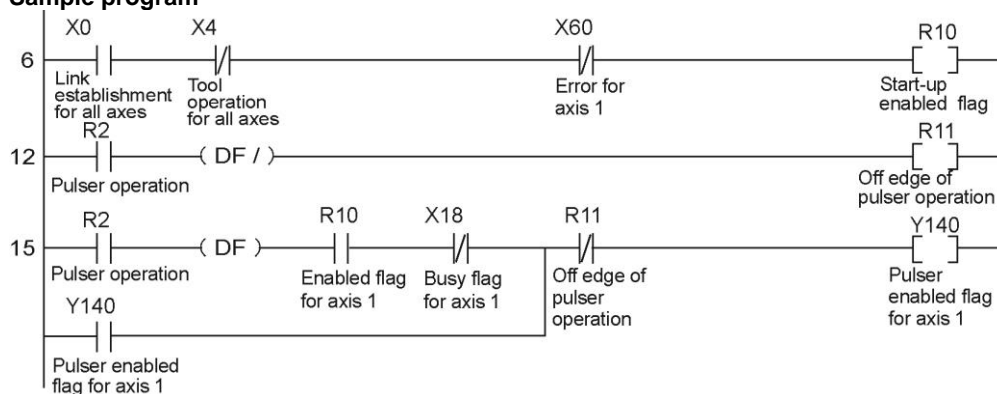 Sample program
X0 X4 X60 R10
6
Link establishment for all axes
Tool operation for all axes
Error for axis 1
Start-up enabled flag
R2 R11
12 ( DF / )
Pulser operation
Off edge of pulser operation
R2 R10 X18 R11 Y140
15 ( DF )
Pulser operation
Enabled flag for axis 1
Busy flag for axis 1
Off edge of pulser operation
Pulser enabled flag for axis 1
Y140
Pulser enabled flag for axis 1